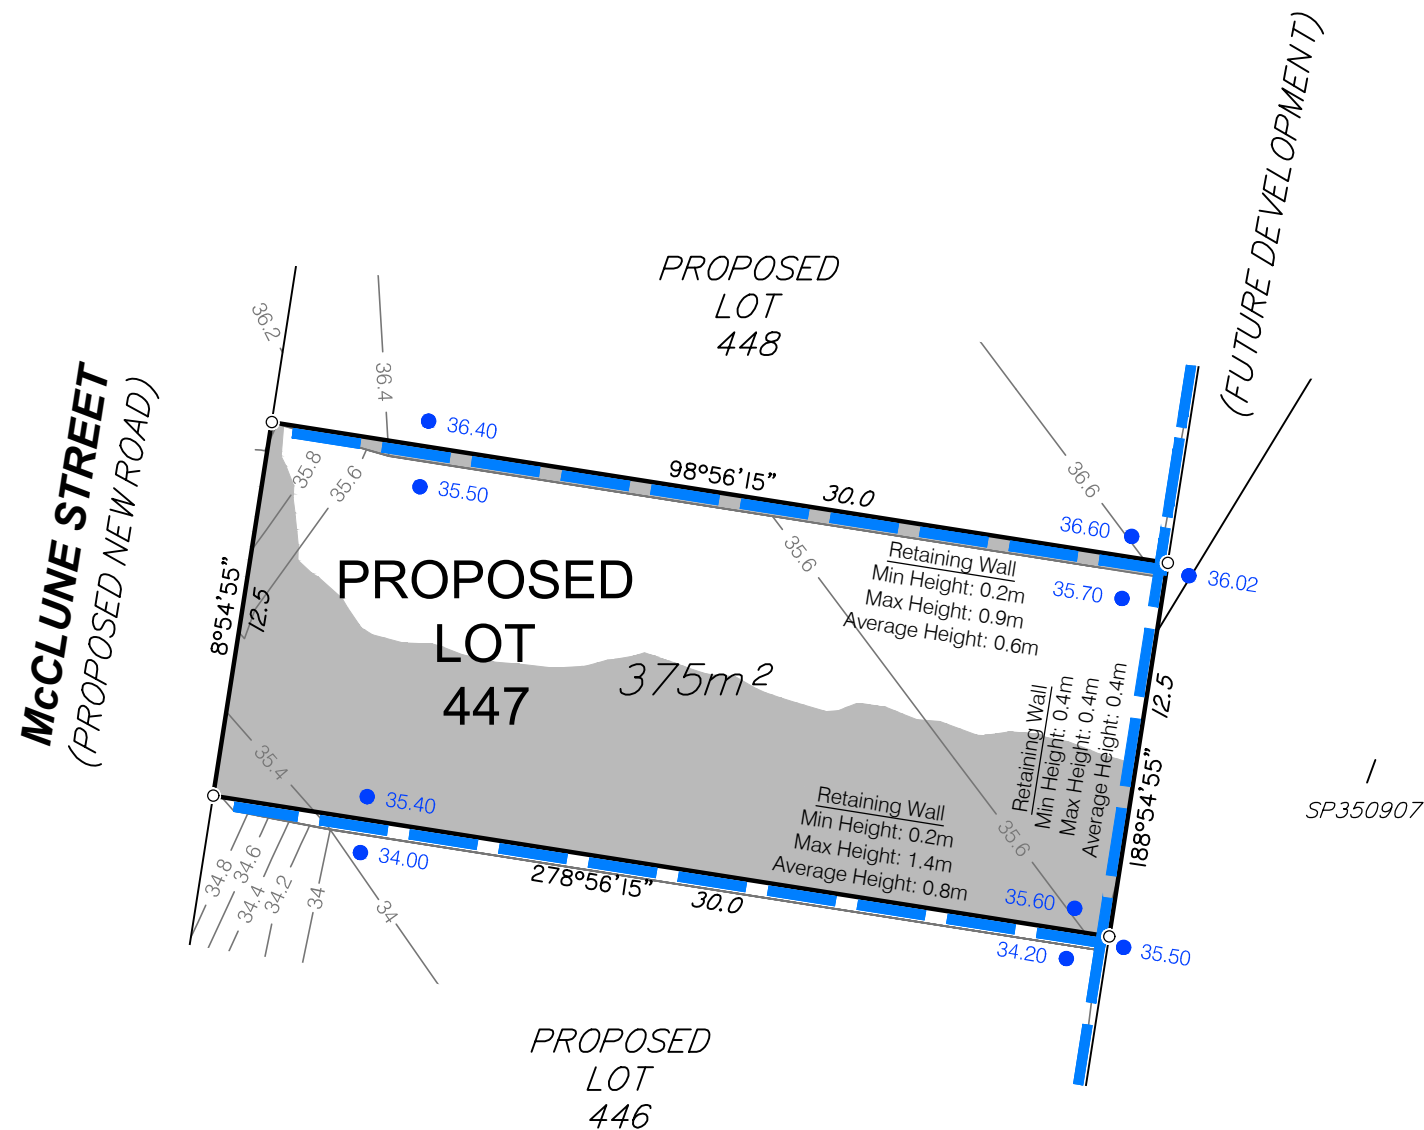 (FUTURE DEVELOPMENT)
PROPOSED
LOT
448
36.2
36.4
McCLUNE STREET
(PROPOSED NEW ROAD)
36.40
35.8
35.6
35.50
98°56'15"
30.0
36.6
36.60
35.6
Retaining Wall
Min Height: 0.2m
Max Height: 0.9m
Average Height: 0.6m
35.70
36.02
8°54'55"
12.5
PROPOSED
LOT
447
375m²
Retaining Wall
Min Height: 0.4m
Max Height: 0.4m
Average Height: 0.4m
12.5
188°54'55"
SP350907
35.4
35.40
34.00
Retaining Wall
Min Height: 0.2m
Max Height: 1.4m
Average Height: 0.8m
35.6
35.60
34.20
35.50
278°56'15"
30.0
34.8
34.6
34.4
34.2
34
34
PROPOSED
LOT
446